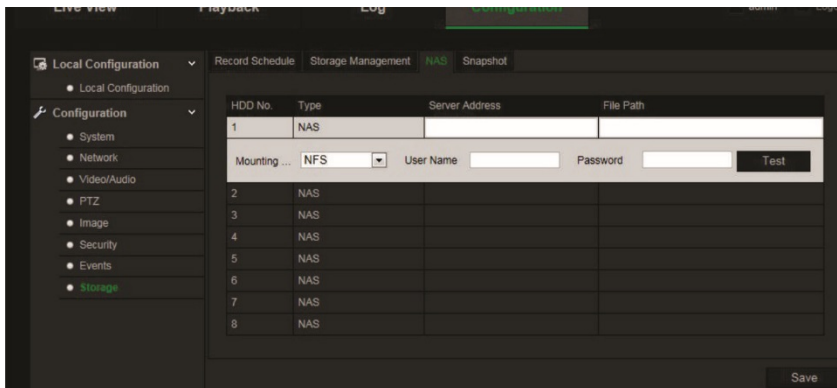 Live View Playback Log Configuration admin
Local Configuration
Local Configuration
Configuration
System
Network
Video/Audio
PTZ
Image
Security
Events
Storage
Record Schedule Storage Management NAS Snapshot
HDD No. Type Server Address File Path
1 NAS
Mounting ... NFS User Name Password Test
2 NAS
3 NAS
4 NAS
5 NAS
6 NAS
7 NAS
8 NAS
Save